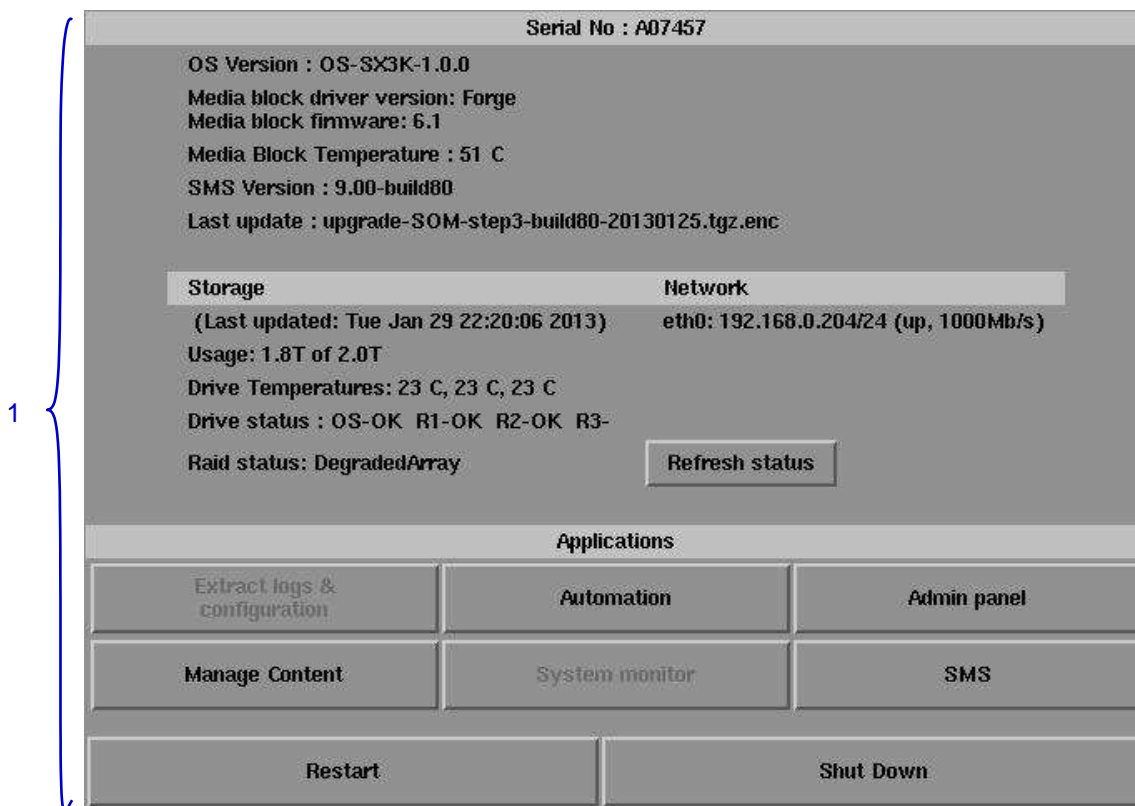 Serial No : A07457
OS Version : OS-SX3K-1.0.0
Media block driver version: Forge
Media block firmware: 6.1
Media Block Temperature : 51 C
SMS Version : 9.00-build80
Last update : upgrade-SOM-step3-build80-20130125.tgz.enc
Storage Network
(Last updated: Tue Jan 29 22:20:06 2013) eth0: 192.168.0.204/24 (up, 1000Mb/s)
Usage: 1.8T of 2.0T
Drive Temperatures: 23 C, 23 C, 23 C
1
Drive status : OS-OK R1-OK R2-OK R3-
Raid status: DegradedArray Refresh status
Applications
Extract logs &
configuration
Automation
Admin panel
Manage Content
System monitor
SMS
Restart
Shut Down